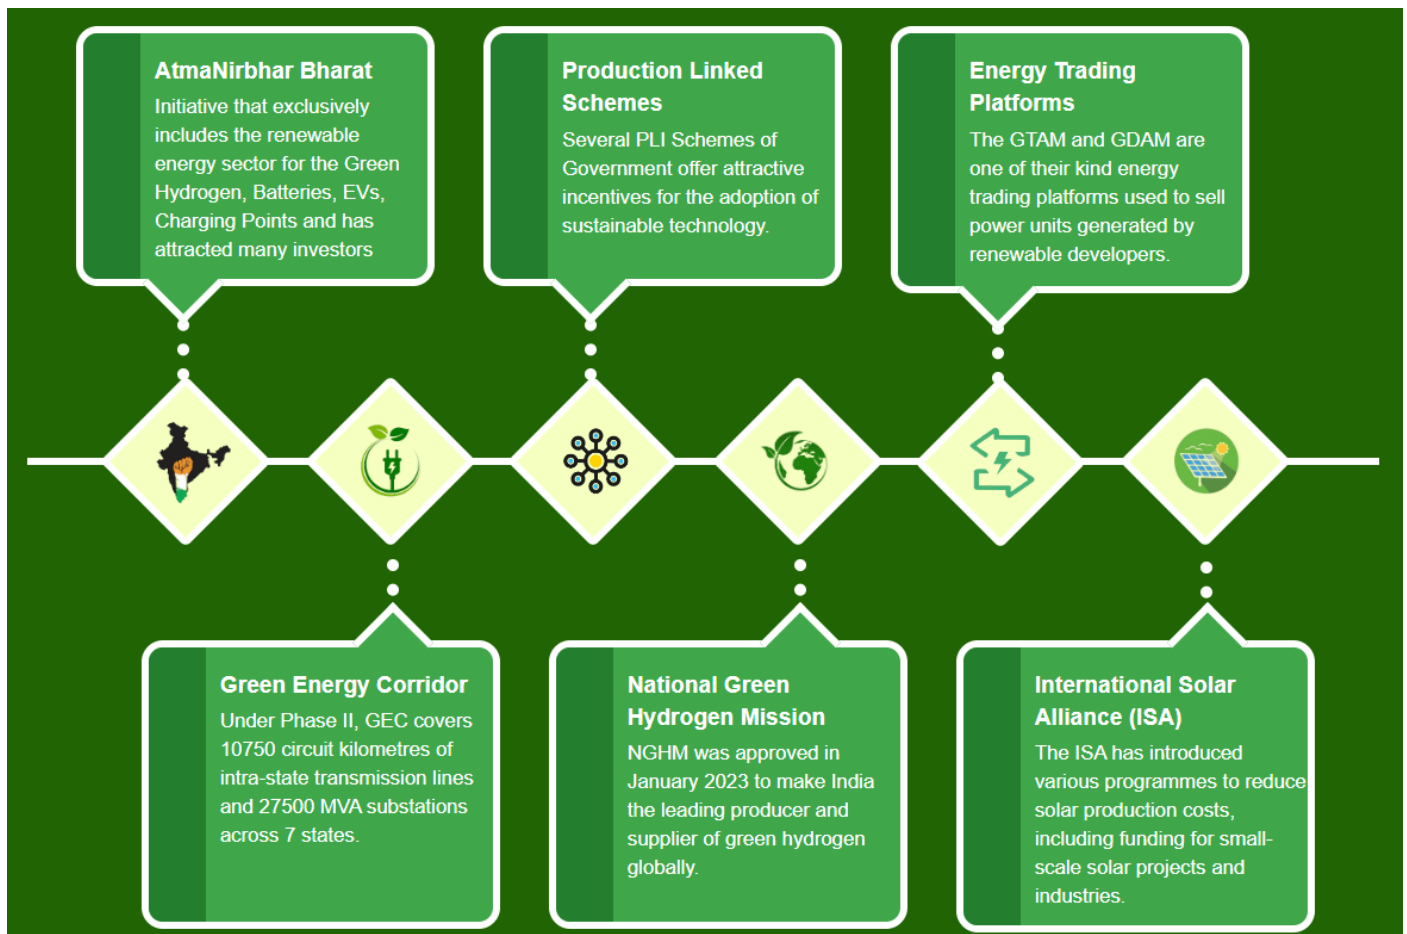 AtmaNirbhar Bharat
Initiative that exclusively
includes the renewable
energy sector for the Green
Hydrogen, Batteries, EVs,
Charging Points and has
attracted many investors
Production Linked
Schemes
Several PLI Schemes of
Government offer attractive
incentives for the adoption of
sustainable technology.
Energy Trading
Platforms
The GTAM and GDAM are
one of their kind energy
trading platforms used to sell
power units generated by
renewable developers.
Green Energy Corridor
Under Phase II, GEC covers
10750 circuit kilometres of
intra-state transmission lines
and 27500 MVA substations
across 7 states.
National Green
Hydrogen Mission
NGHM was approved in
January 2023 to make India
the leading producer and
supplier of green hydrogen
globally.
International Solar
Alliance (ISA)
The ISA has introduced
various programmes to reduce
solar production costs,
including funding for small-
scale solar projects and
industries.